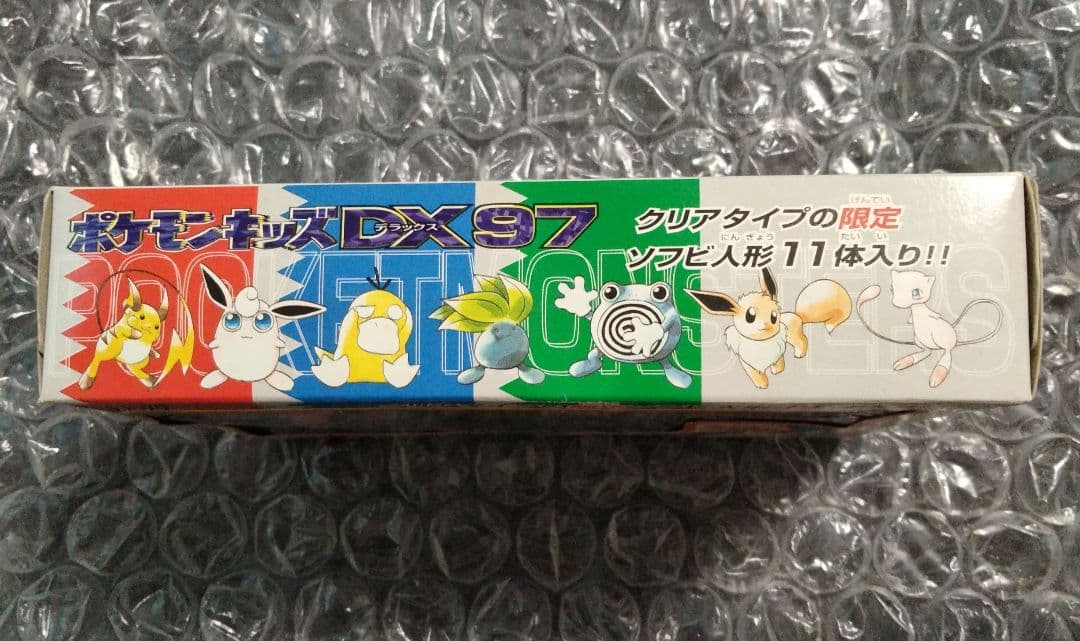 ポケモンキッズDX97
デラックス
クリアタイプの限定
げんてい
ソフビ人形11体入り!!
にんぎょう たいい
POCKET MONSTERS